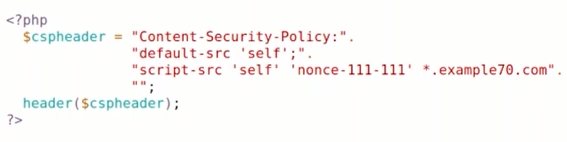 <?php
$cspheader = "Content-Security-Policy:".
"default-src 'self';".
"script-src 'self' 'nonce-111-111' *.example70.com".
"";
header($cspheader);
?>